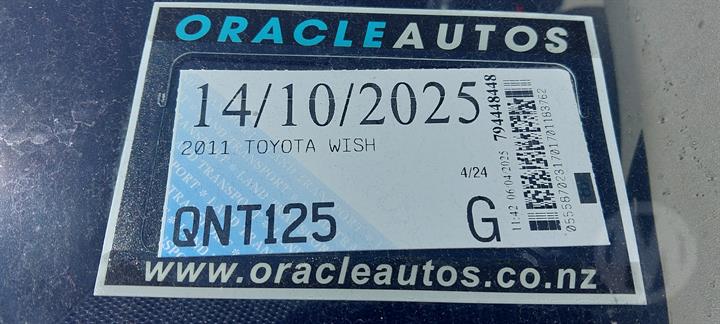 ORACLEAUTOS
14/10/2025
2011 TOYOTA WISH
4/24
QNT125
G
11:42 06/04/2025
794448448
www.oracleautos.co.nz